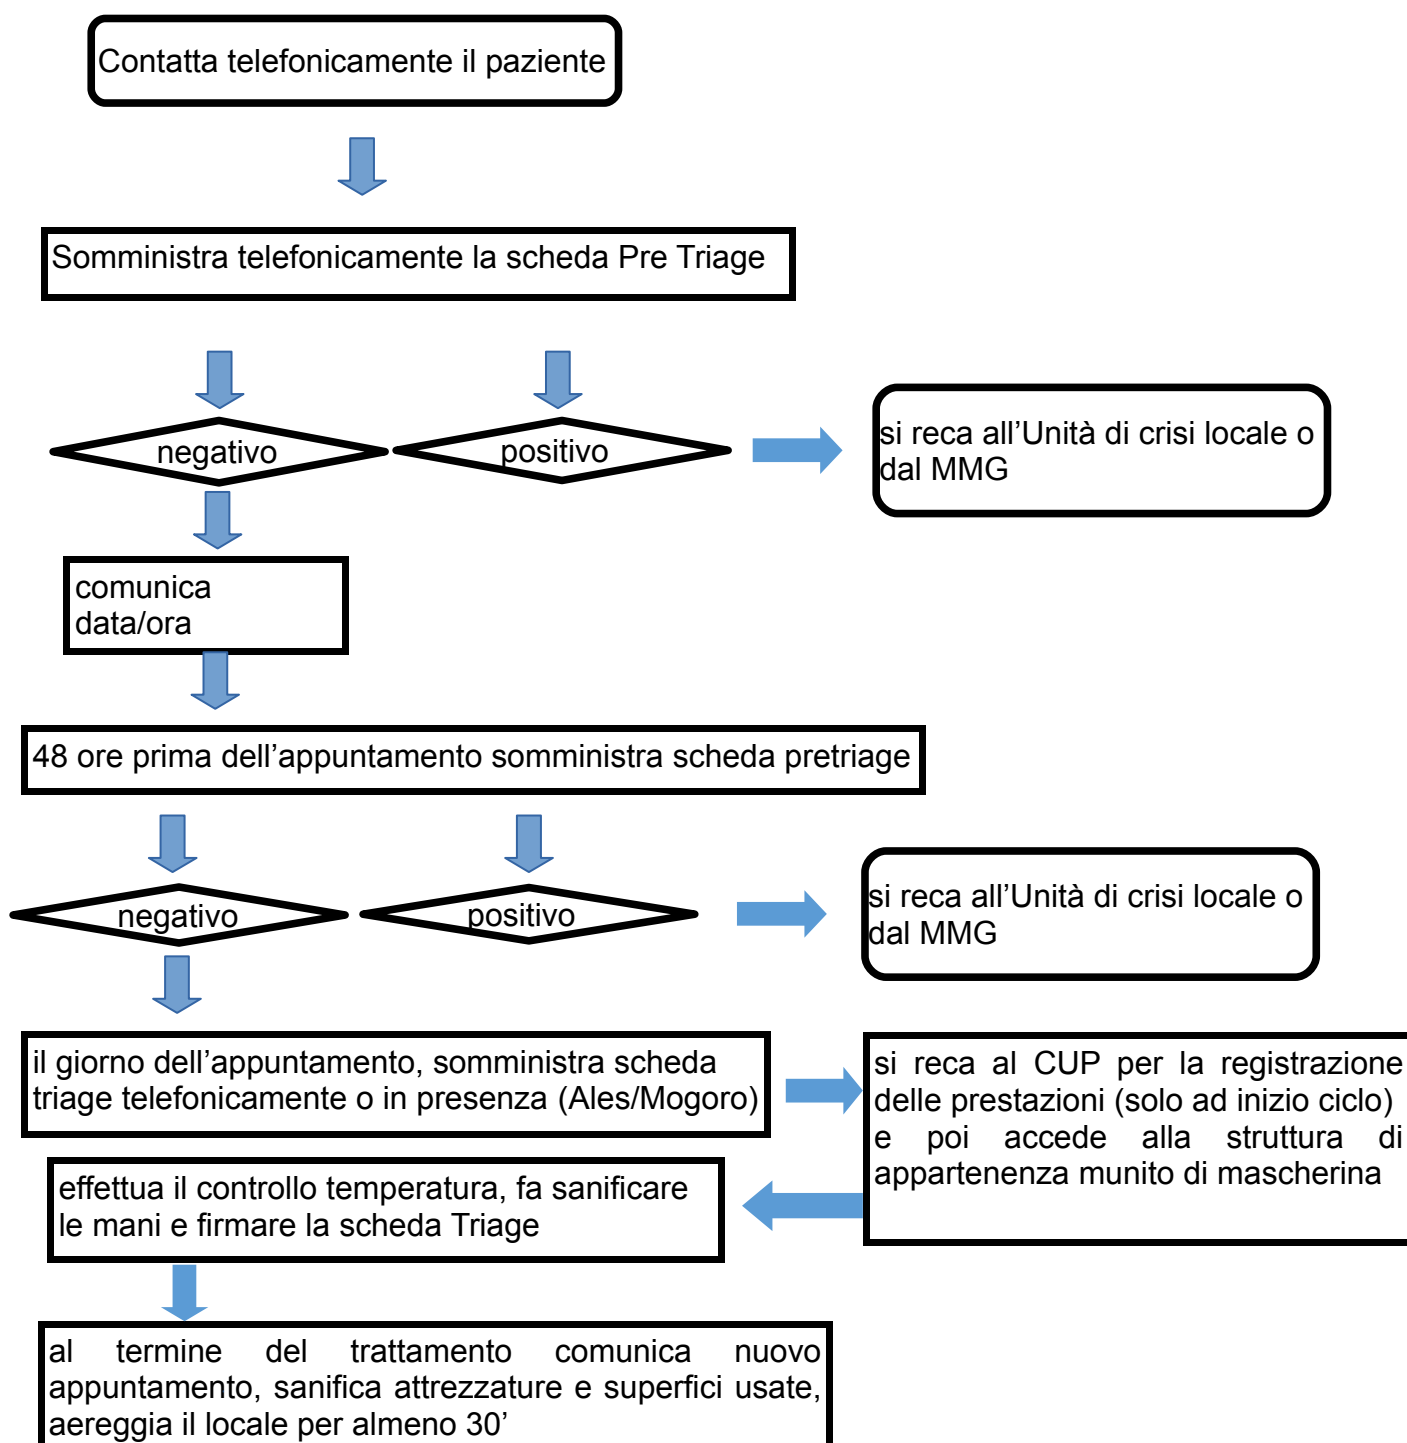 Contatta telefonicamente il paziente
Somministra telefonicamente la scheda Pre Triage
negativo
positivo
si reca all’Unità di crisi locale o
dal MMG
comunica
data/ora
48 ore prima dell’appuntamento somministra scheda pretriage
negativo
positivo
si reca all’Unità di crisi locale o
dal MMG
il giorno dell’appuntamento, somministra scheda
triage telefonicamente o in presenza (Ales/Mogoro)
si reca al CUP per la registrazione
delle prestazioni (solo ad inizio ciclo)
e poi accede alla struttura di
appartenenza munito di mascherina
effettua il controllo temperatura, fa sanificare
le mani e firmare la scheda Triage
al termine del trattamento comunica nuovo
appuntamento, sanifica attrezzature e superfici usate,
aereggia il locale per almeno 30’